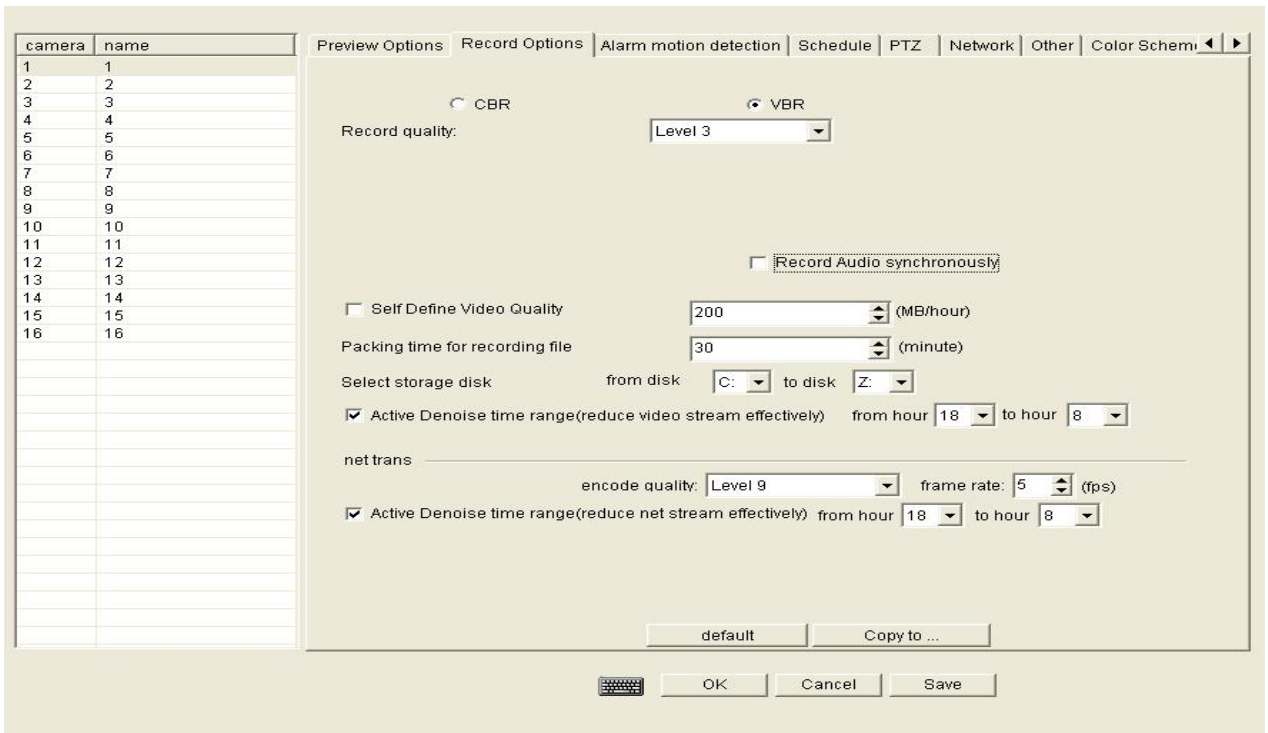 camera name
1 1
2 2
3 3
4 4
5 5
6 6
7 7
8 8
9 9
10 10
11 11
12 12
13 13
14 14
15 15
16 16
Preview Options Record Options Alarm motion detection Schedule PTZ Network Other Color Schem
CBR VBR
Record quality: Level 3
Record Audio synchronously
Self Define Video Quality 200 (MB/hour)
Packing time for recording file 30 (minute)
Select storage disk from disk C: to disk Z:
Active Denoise time range(reduce video stream effectively) from hour 18 to hour 8
net trans
encode quality: Level 9 frame rate: 5 (fps)
Active Denoise time range(reduce net stream effectively) from hour 18 to hour 8
default Copy to ...
OK Cancel Save